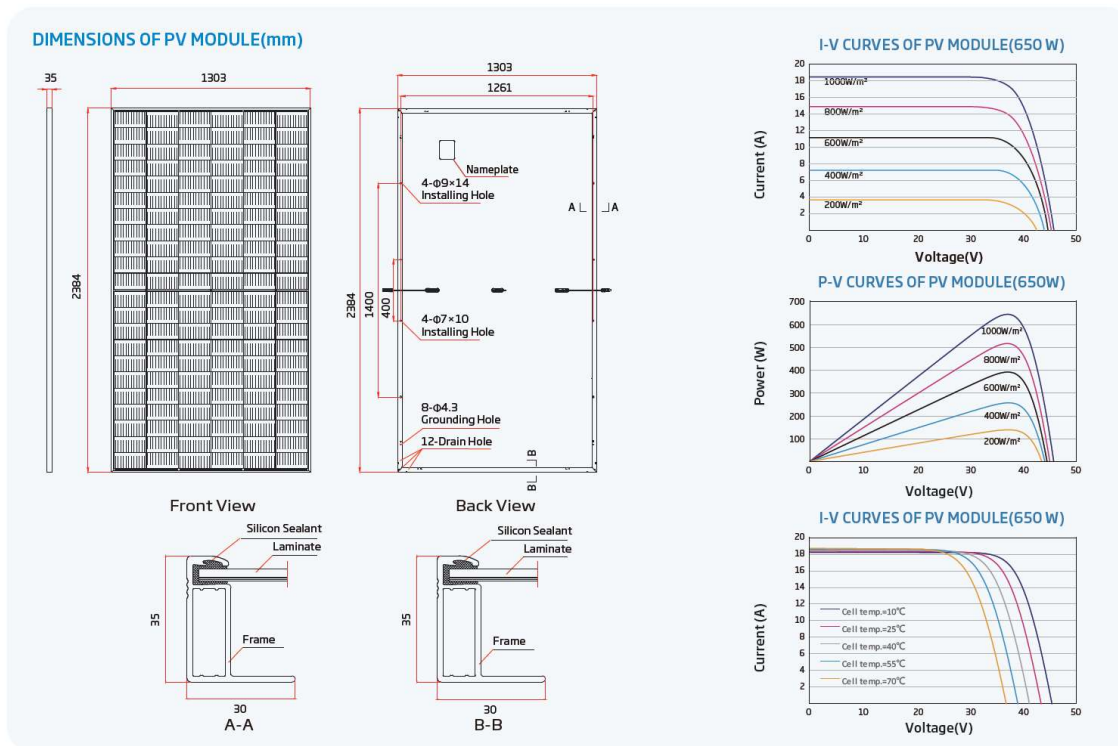 DIMENSIONS OF PV MODULE(mm)
35
1303
2384
Front View
1303
1261
Nameplate
4-Φ9×14
Installing Hole
A
A
2384
1400
400
4-Φ7×10
Installing Hole
8-Φ4.3
Grounding Hole
12-Drain Hole
B
B
Back View
Silicon Sealant
Laminate
35
Frame
30
A-A
Silicon Sealant
Laminate
35
Frame
30
B-B
I-V CURVES OF PV MODULE(650 W)
Current (A)
20
18
16
14
12
10
8
6
4
2
1000W/m²
800W/m²
600W/m²
400W/m²
200W/m²
0
10
20
30
40
50
Voltage(V)
P-V CURVES OF PV MODULE(650W)
Power (W)
700
600
500
400
300
200
100
1000W/m²
800W/m²
600W/m²
400W/m²
200W/m²
0
10
20
30
40
50
Voltage(V)
I-V CURVES OF PV MODULE(650 W)
Current (A)
20
18
16
14
12
10
8
6
4
2
Cell temp.=10℃
Cell temp.=25℃
Cell temp.=40℃
Cell temp.=55℃
Cell temp.=70℃
0
10
20
30
40
50
Voltage(V)